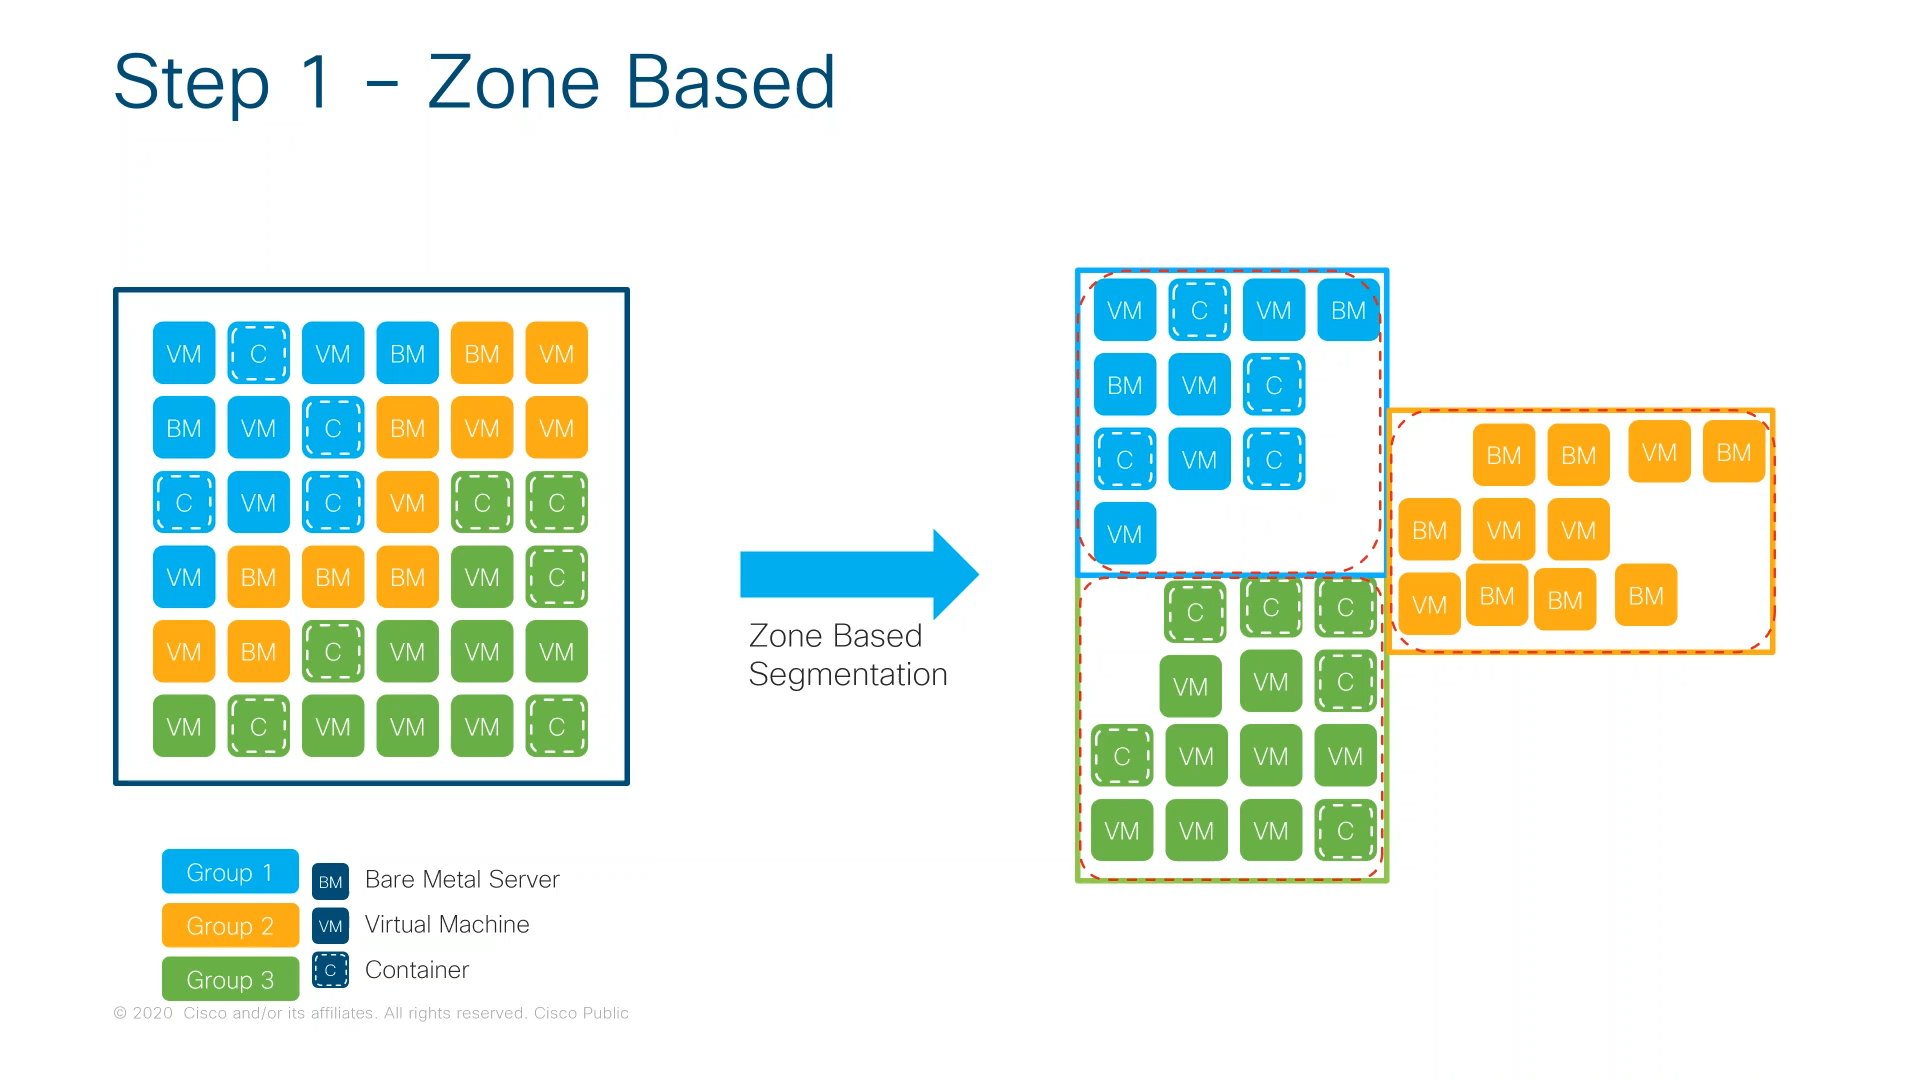 Step 1 – Zone Based
VM C VM BM BM VM
BM VM C BM VM VM
C VM C VM C C
VM BM BM BM VM C
VM BM C VM VM VM
VM C VM VM VM C
Zone Based
Segmentation
VM C VM BM
BM VM C
C VM C
VM
BM BM VM BM
BM VM VM
VM BM BM BM
C C C
VM VM C
C VM VM VM
VM VM VM C
Group 1
Group 2
Group 3
BM Bare Metal Server
VM Virtual Machine
C Container
© 2020 Cisco and/or its affiliates. All rights reserved. Cisco Public